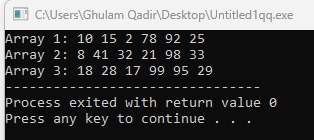 C:\Users\Ghulam Qadir\Desktop\Untitled1qq.exe
Array 1: 10 15 2 78 92 25
Array 2: 8 41 32 21 98 33
Array 3: 18 28 17 99 95 29
--------------------------------
Process exited with return value 0
Press any key to continue . . .